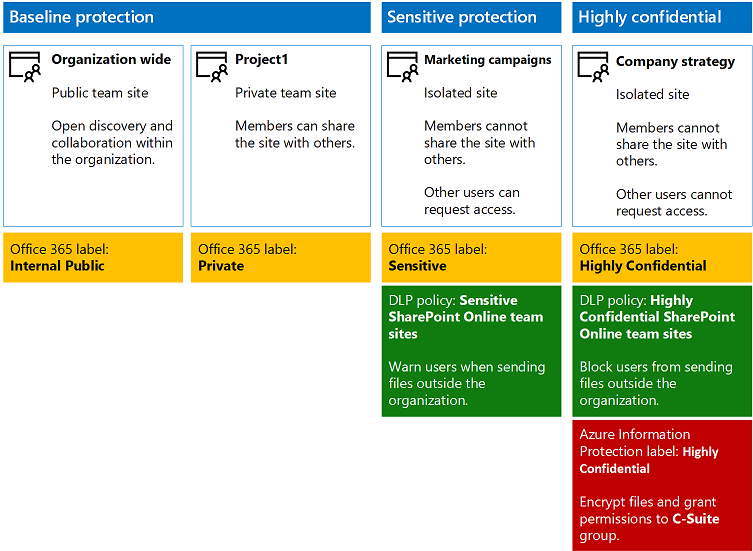 Baseline protection
Organization wide
Public team site
Open discovery and
collaboration within
the organization.
Office 365 label:
Internal Public
Project1
Private team site
Members can share
the site with others.
Office 365 label:
Private
Sensitive protection
Marketing campaigns
Isolated site
Members cannot
share the site with
others.
Other users can
request access.
Office 365 label:
Sensitive
DLP policy: Sensitive
SharePoint Online team
sites
Warn users when sending
files outside the
organization.
Highly confidential
Company strategy
Isolated site
Members cannot
share the site with
others.
Other users cannot
request access.
Office 365 label:
Highly Confidential
DLP policy: Highly
Confidential SharePoint
Online team sites
Block users from sending
files outside the
organization.
Azure Information
Protection label: Highly
Confidential
Encrypt files and grant
permissions to C-Suite
group.